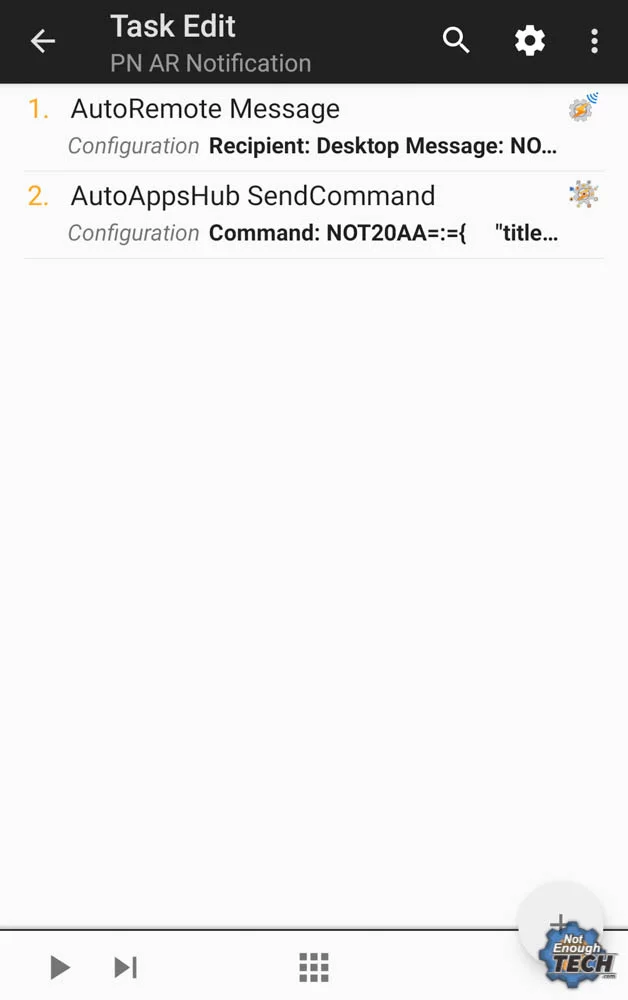 Task Edit
PN AR Notification
1. AutoRemote Message
Configuration Recipient: Desktop Message: NO...
2. AutoAppsHub SendCommand
Configuration Command: NOT20AA=:={ "title...
Not
Enough
TECH
.com